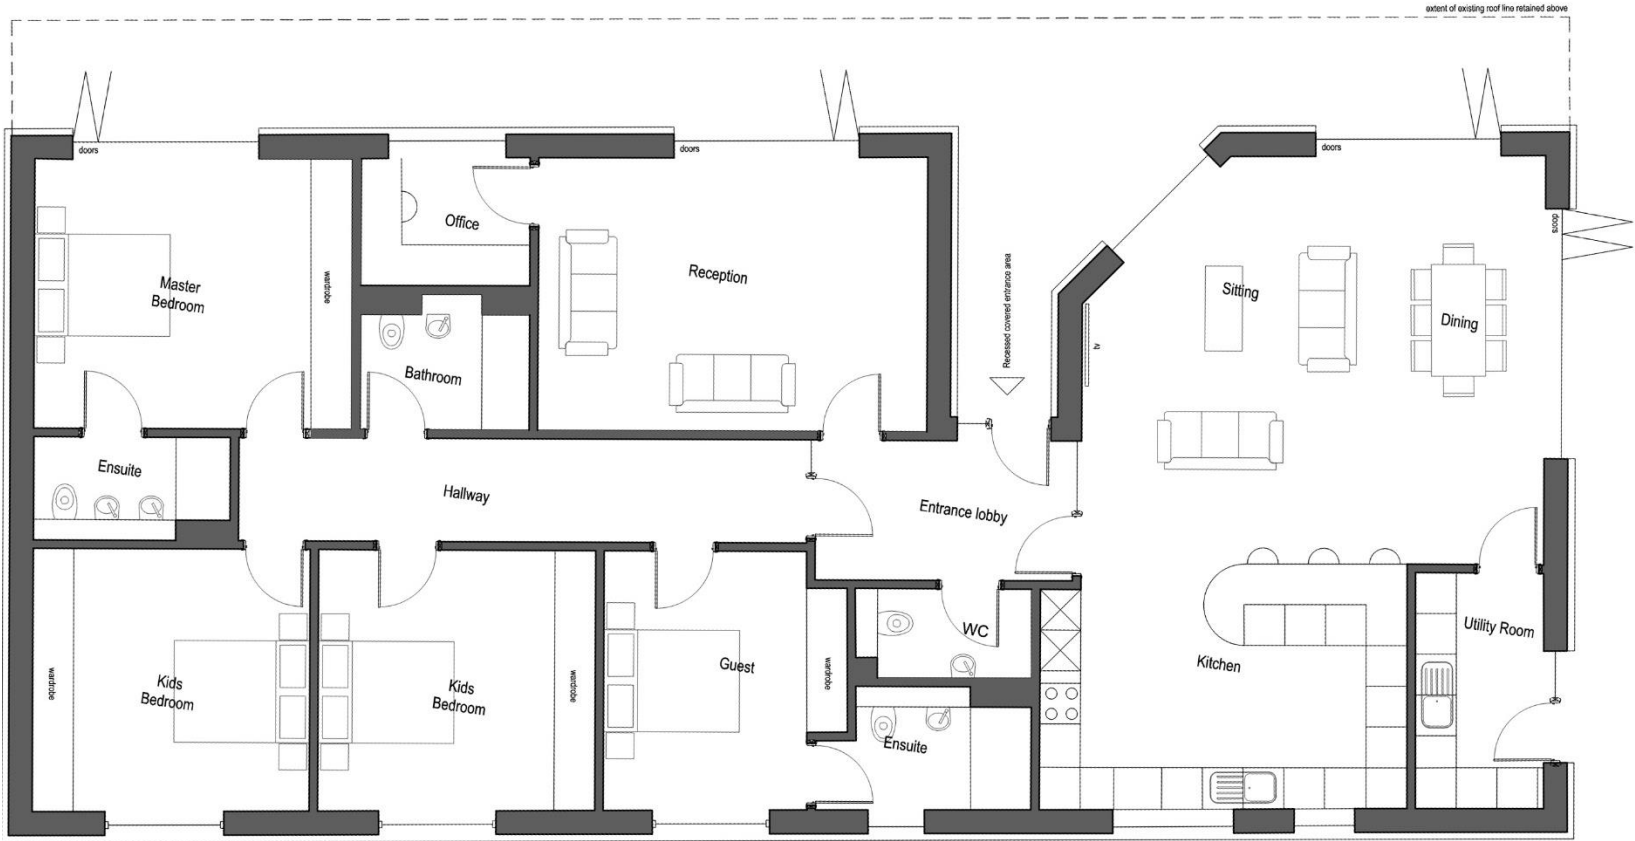 extent of existing roof line retained above
doors
doors
doors
doors
Office
Reception
Master
Bedroom
wardrobe
Recessed covered entrance area
Sitting
Dining
tv
Bathroom
Ensuite
Hallway
Entrance lobby
WC
Utility Room
Kitchen
Guest
wardrobe
wardrobe
Kids
Bedroom
Kids
Bedroom
wardrobe
Ensuite